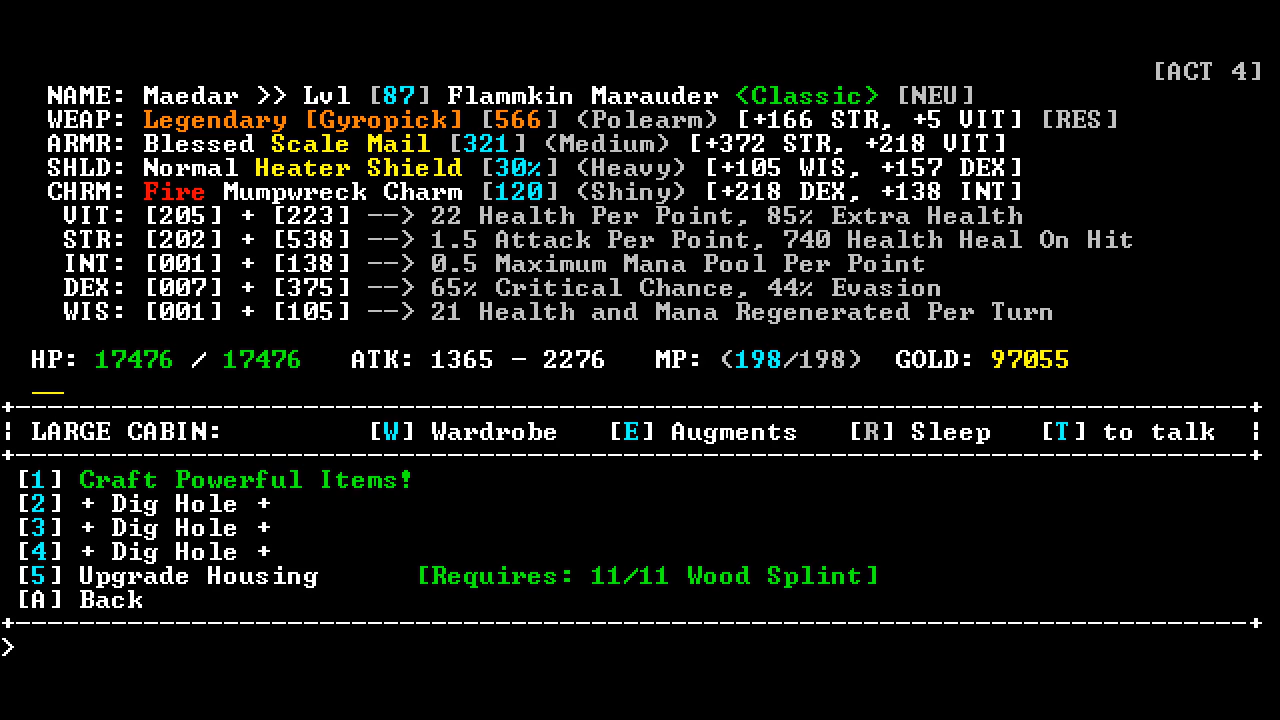 [ACT 4]
NAME: Maedar >> Lvl [87] Flammkin Marauder <Classic> [NEU]
WEAP: Legendary [Gyropick] [566] (Polearm) [+166 STR, +5 VIT] [RES]
ARMR: Blessed Scale Mail [321] (Medium) [+372 STR, +218 VIT]
SHLD: Normal Heater Shield [30%] (Heavy) [+105 WIS, +157 DEX]
CHRM: Fire Mumpwreck Charm [120] (Shiny) [+218 DEX, +138 INT]
VIT: [205] + [223] --> 22 Health Per Point, 85% Extra Health
STR: [202] + [538] --> 1.5 Attack Per Point, 740 Health Heal On Hit
INT: [001] + [138] --> 0.5 Maximum Mana Pool Per Point
DEX: [007] + [375] --> 65% Critical Chance, 44% Evasion
WIS: [001] + [105] --> 21 Health and Mana Regenerated Per Turn
HP: 17476 / 17476 ATK: 1365 - 2276 MP: (198/198) GOLD: 97055
LARGE CABIN: [W] Wardrobe [E] Augments [R] Sleep [T] to talk
[1] Craft Powerful Items!
[2] + Dig Hole +
[3] + Dig Hole +
[4] + Dig Hole +
[5] Upgrade Housing [Requires: 11/11 Wood Splint]
[A] Back
>